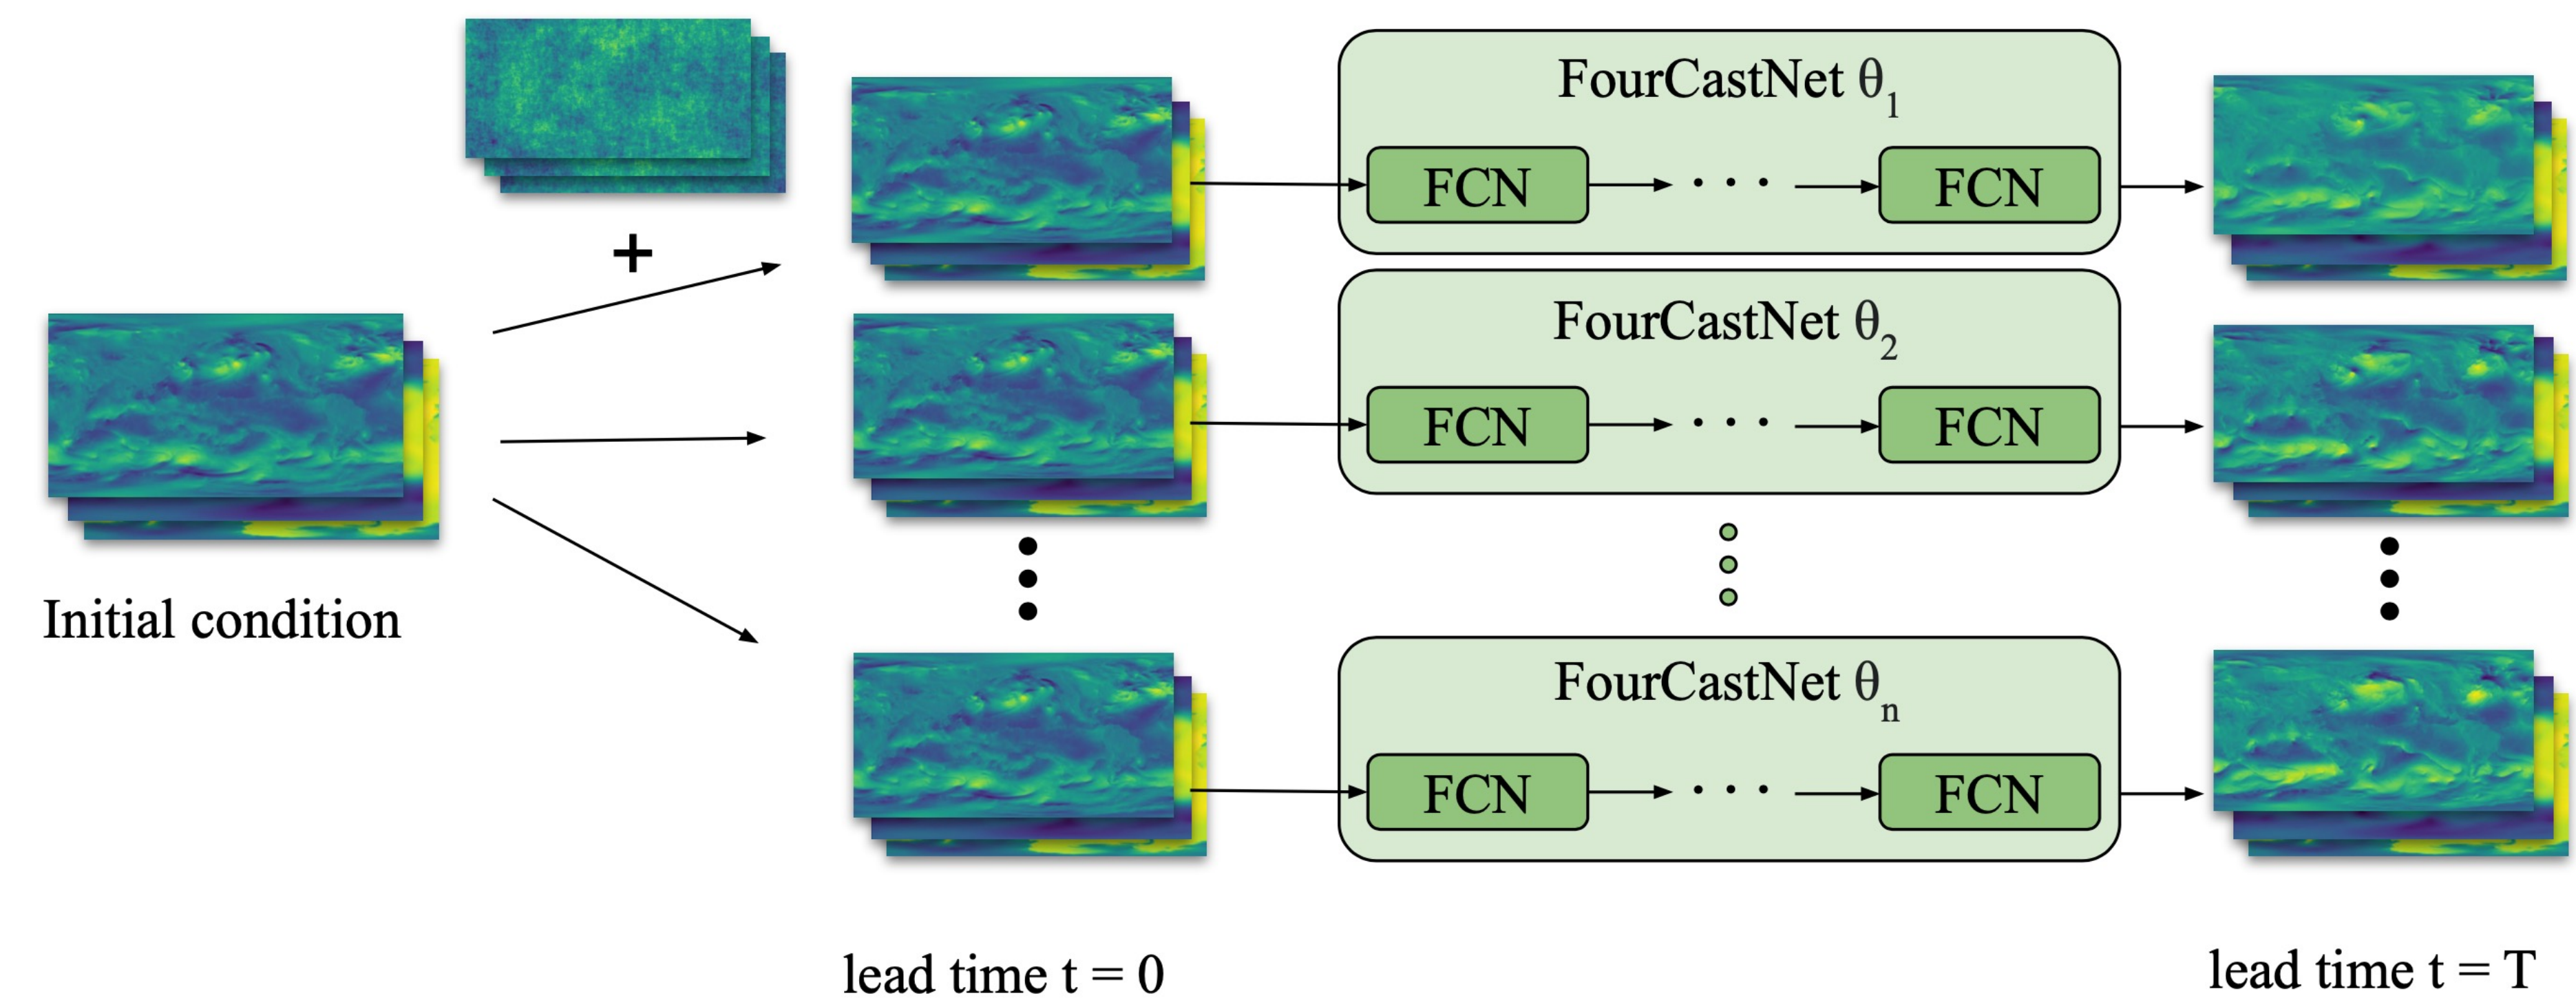 +
Initial condition
FourCastNet θ₁
FCN
. . .
FCN
FourCastNet θ₂
FCN
. . .
FCN
FourCastNet θₙ
FCN
. . .
FCN
lead time t = 0
lead time t = T